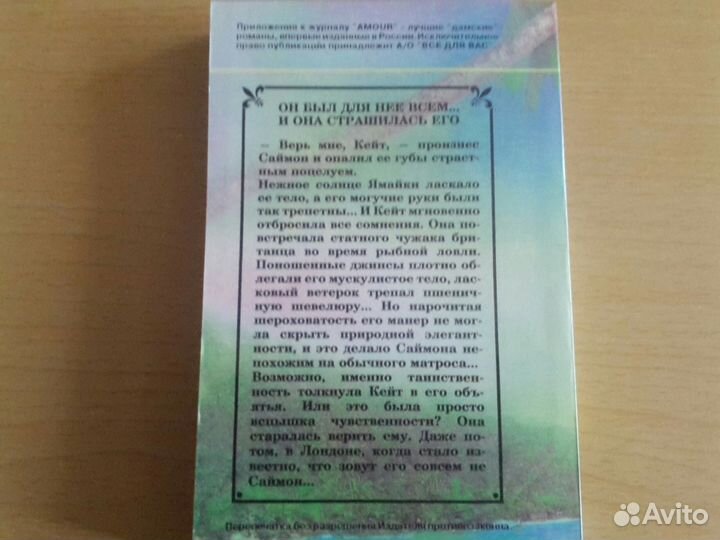 Приложения к журналу "AMOUR" - лучшие "дамские"
романы, впервые изданные в России. Исключительное
право публикации принадлежит А/О "ВСЕ ДЛЯ ВАС"
ОН БЫЛ ДЛЯ НЕЕ ВСЕМ...
И ОНА СТРАШИЛАСЬ ЕГО
— Верь мне, Кейт, — произнес
Саймон и опалил ее губы страст-
ным поцелуем.
Нежное солнце Ямайки ласкало
ее тело, а его могучие руки были
так трепетны... И Кейт мгновенно
отбросила все сомнения. Она по-
встречала статного чужака бри-
танца во время рыбной ловли.
Поношенные джинсы плотно об-
легали его мускулистое тело, лас-
ковый ветерок трепал пшенич-
ную шевелюру... Но нарочитая
шероховатость его манер не мог-
ла скрыть природной элегант-
ности, и это делало Саймона не-
похожим на обычного матроса...
Возможно, именно таинствен-
ность толкнула Кейт в его объ-
ятья. Или это была просто
вспышка чувственности? Она
старалась верить ему. Даже по-
том, в Лондоне, когда стало из-
вестно, что зовут его совсем не
Саймон...
Перепечатка без разрешения Издателя противозаконна
Avito